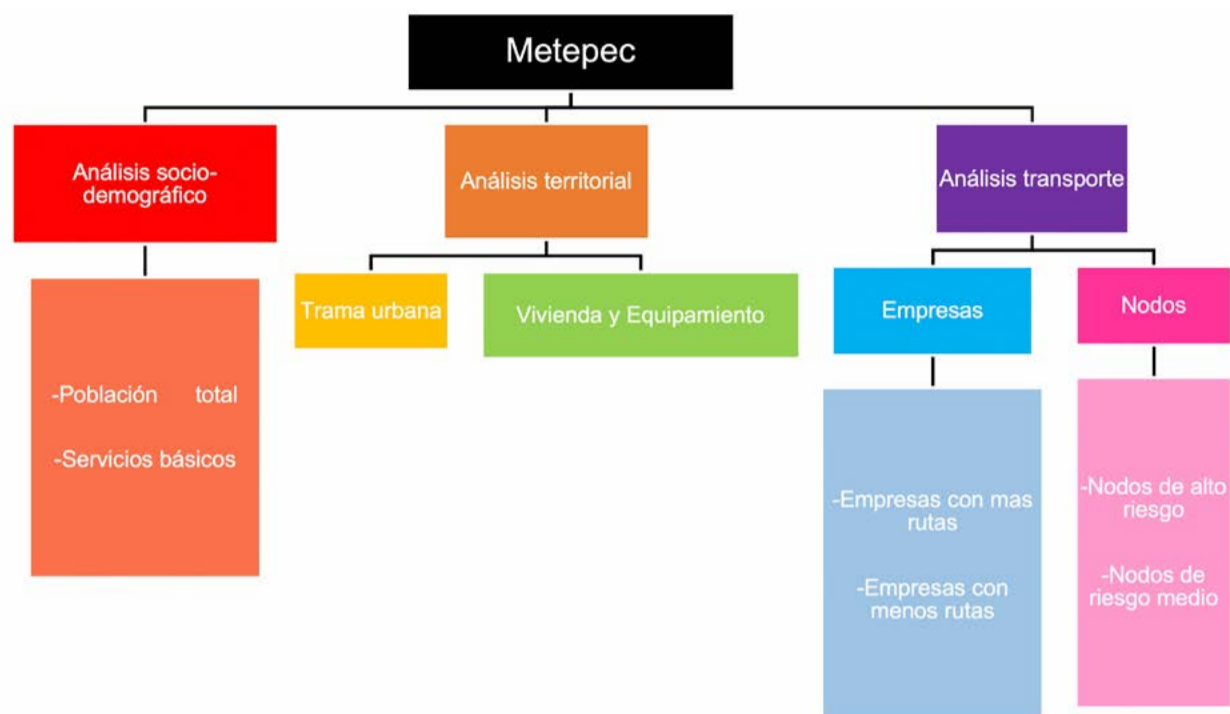 Metepec
Análisis socio-
demográfico
Análisis territorial
Análisis transporte
Trama urbana
Vivienda y Equipamiento
Empresas
Nodos
-Población total
-Servicios básicos
-Empresas con mas
rutas
-Empresas con
menos rutas
-Nodos de alto
riesgo
-Nodos de
riesgo medio